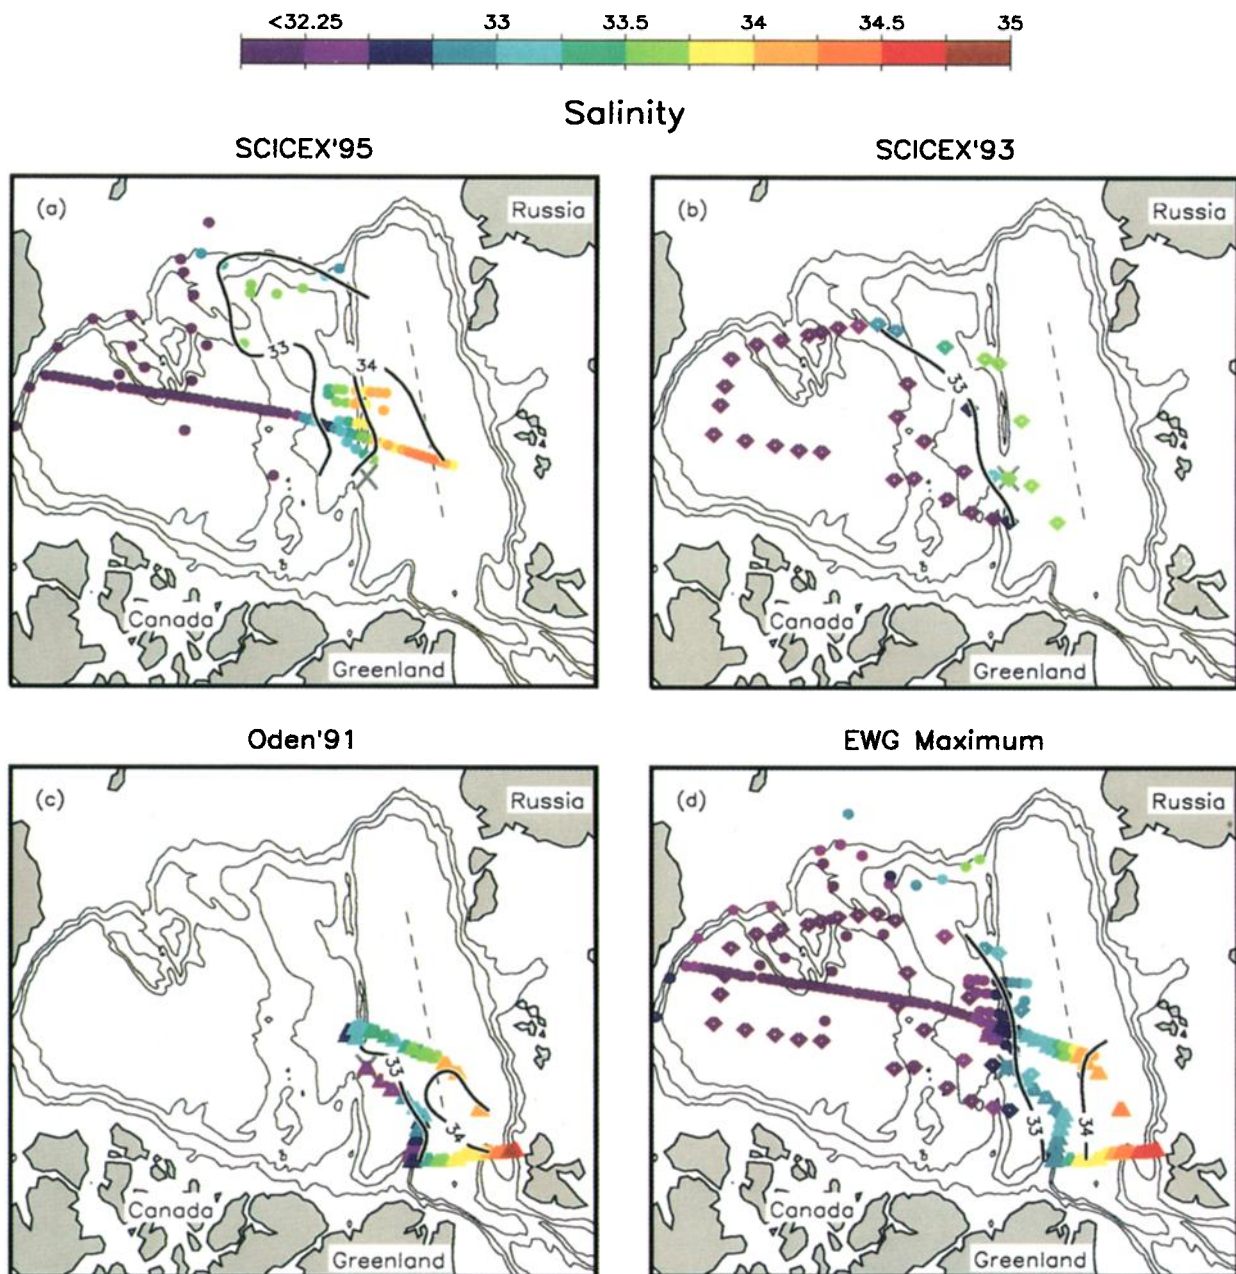 <32.25 33 33.5 34 34.5 35
Salinity
SCICEX'95 SCICEX'93
(a) Russia (b) Russia
33 34 33
Canada Canada
Greenland Greenland
Oden'91 EWG Maximum
(c) Russia (d) Russia
33 34 33 34
Canada Canada
Greenland Greenland